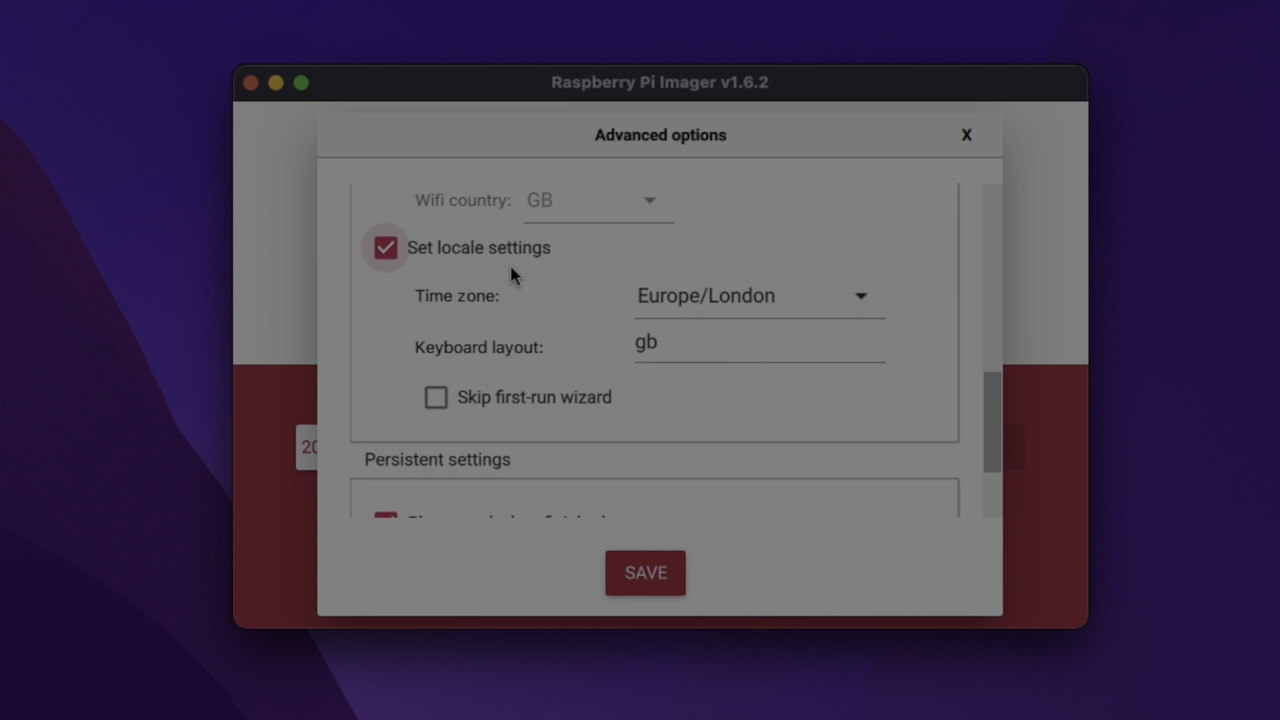 Raspberry Pi Imager v1.6.2
Advanced options X
Wifi country: GB
Set locale settings
Time zone: Europe/London
Keyboard layout: gb
Skip first-run wizard
20
Persistent settings
SAVE